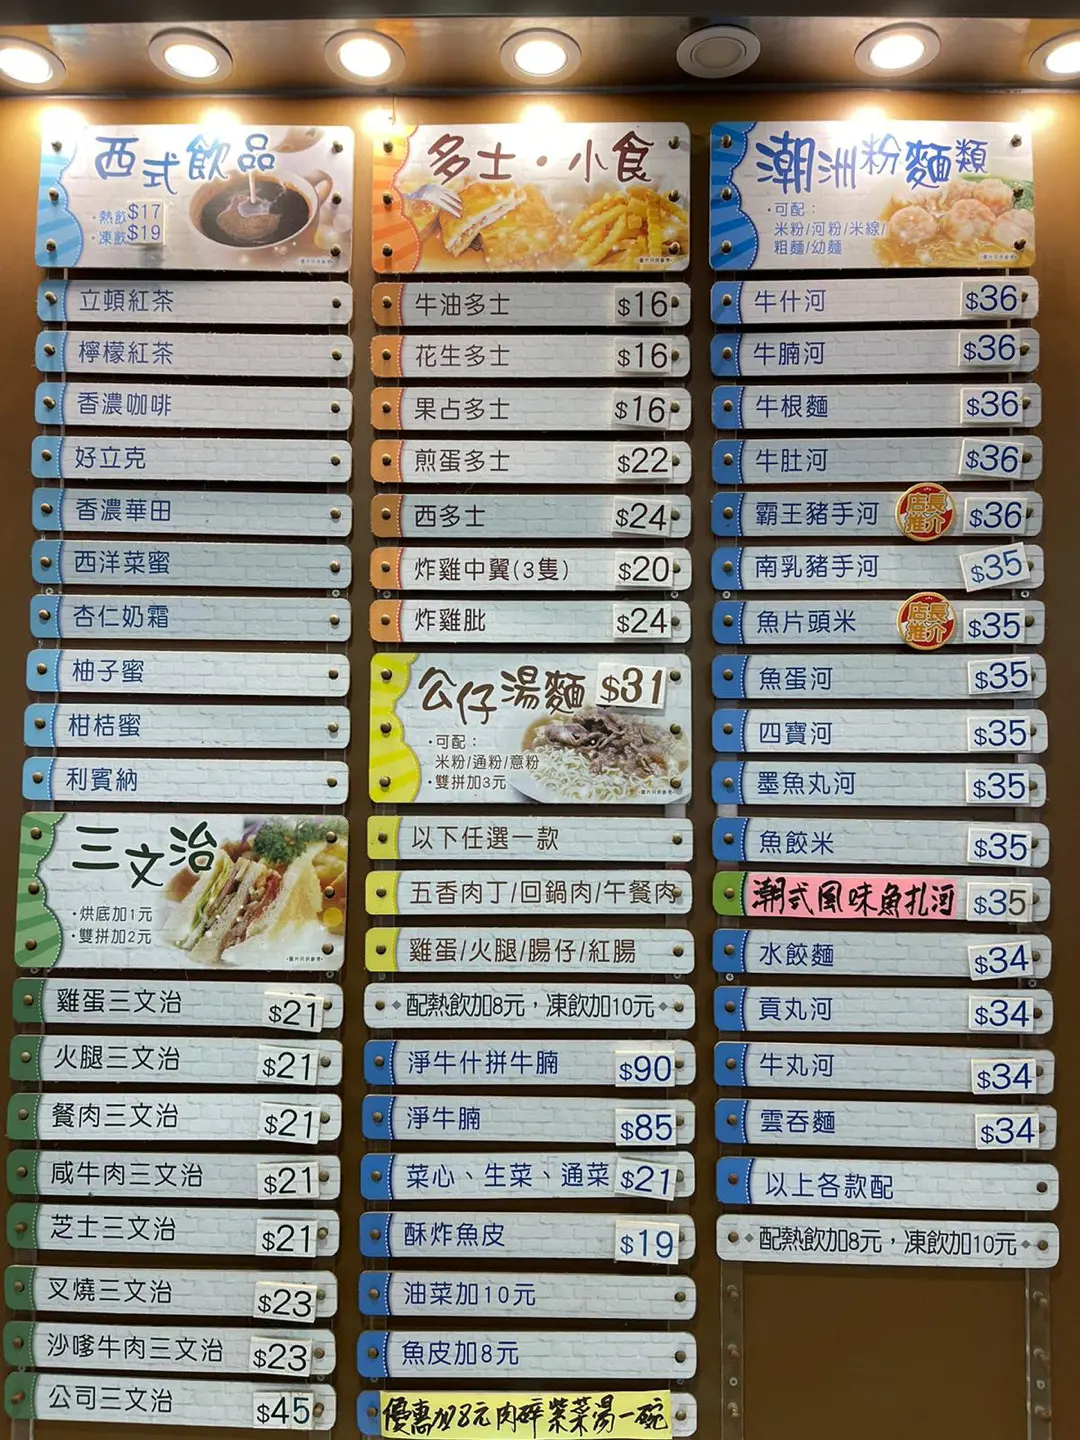 西式飲品
·熱飲$17
·凍飲$19
立頓紅茶
檸檬紅茶
香濃咖啡
好立克
香濃華田
西洋菜蜜
杏仁奶霜
柚子蜜
柑桔蜜
利賓納
三文治
·烘底加1元
·雙拼加2元
雞蛋三文治 $21
火腿三文治 $21
餐肉三文治 $21
咸牛肉三文治 $21
芝士三文治 $21
叉燒三文治 $23
沙嗲牛肉三文治 $23
公司三文治 $45
多士·小食
牛油多士 $16
花生多士 $16
果占多士 $16
煎蛋多士 $22
西多士 $24
炸雞中翼(3隻) $20
炸雞肶 $24
公仔湯麵 $31
·可配：
米粉/通粉/意粉
·雙拼加3元
以下任選一款
五香肉丁/回鍋肉/午餐肉
雞蛋/火腿/腸仔/紅腸
配熱飲加8元，凍飲加10元
淨牛什拼牛腩 $90
淨牛腩 $85
菜心、生菜、通菜 $21
酥炸魚皮 $19
油菜加10元
魚皮加8元
優惠加8元肉碎紫菜湯一碗
潮洲粉麵類
·可配：
米粉/河粉/米線/
粗麵/幼麵
牛什河 $36
牛腩河 $36
牛根麵 $36
牛肚河 $36
霸王豬手河 店長推介 $36
南乳豬手河 $35
魚片頭米 店長推介 $35
魚蛋河 $35
四寶河 $35
墨魚丸河 $35
魚餃米 $35
潮式風味魚扎河 $35
水餃麵 $34
貢丸河 $34
牛丸河 $34
雲吞麵 $34
以上各款配
配熱飲加8元，凍飲加10元